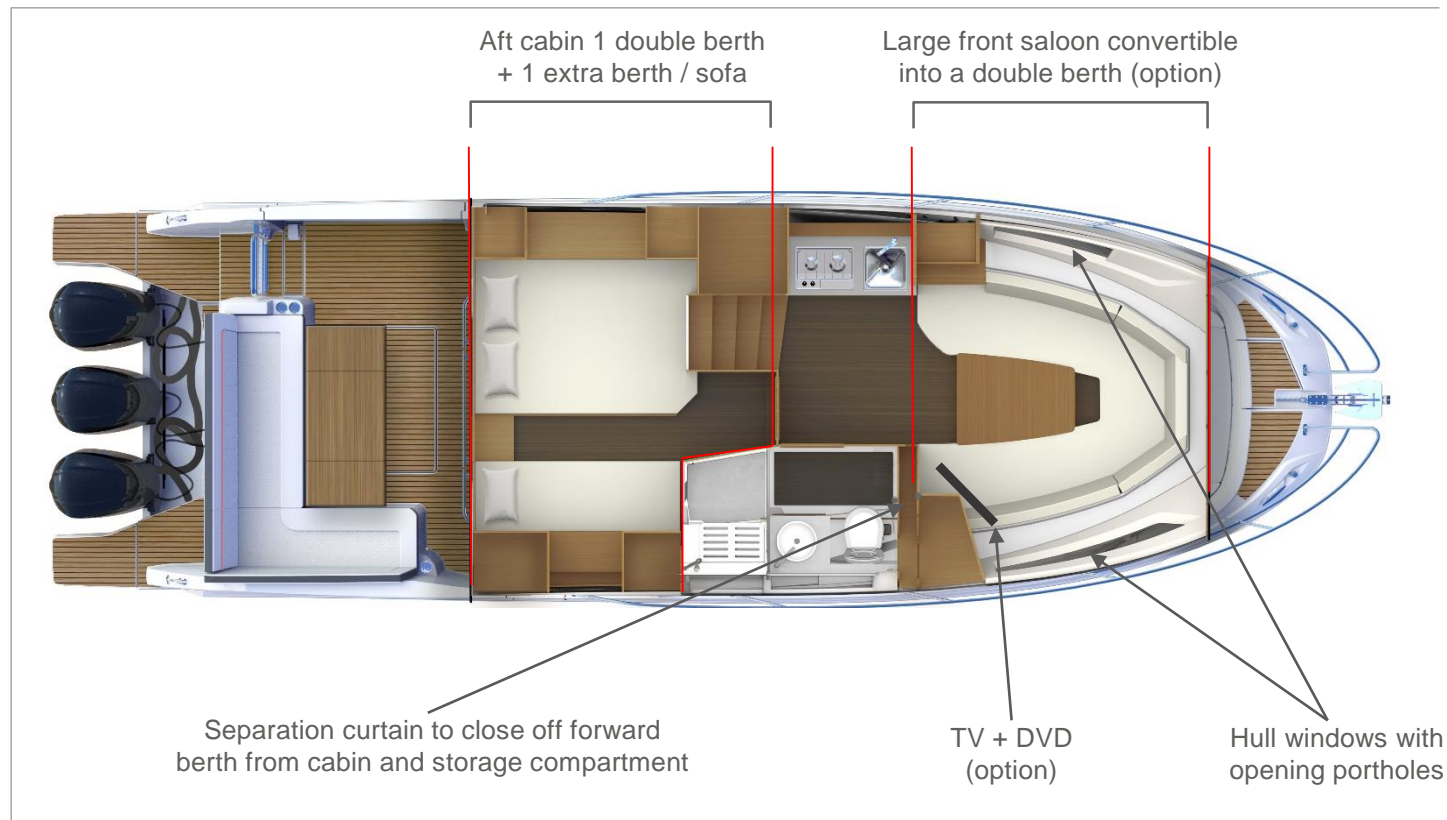 Aft cabin 1 double berth
+ 1 extra berth / sofa
Large front saloon convertible
into a double berth (option)
Separation curtain to close off forward
berth from cabin and storage compartment
TV + DVD
(option)
Hull windows with
opening portholes